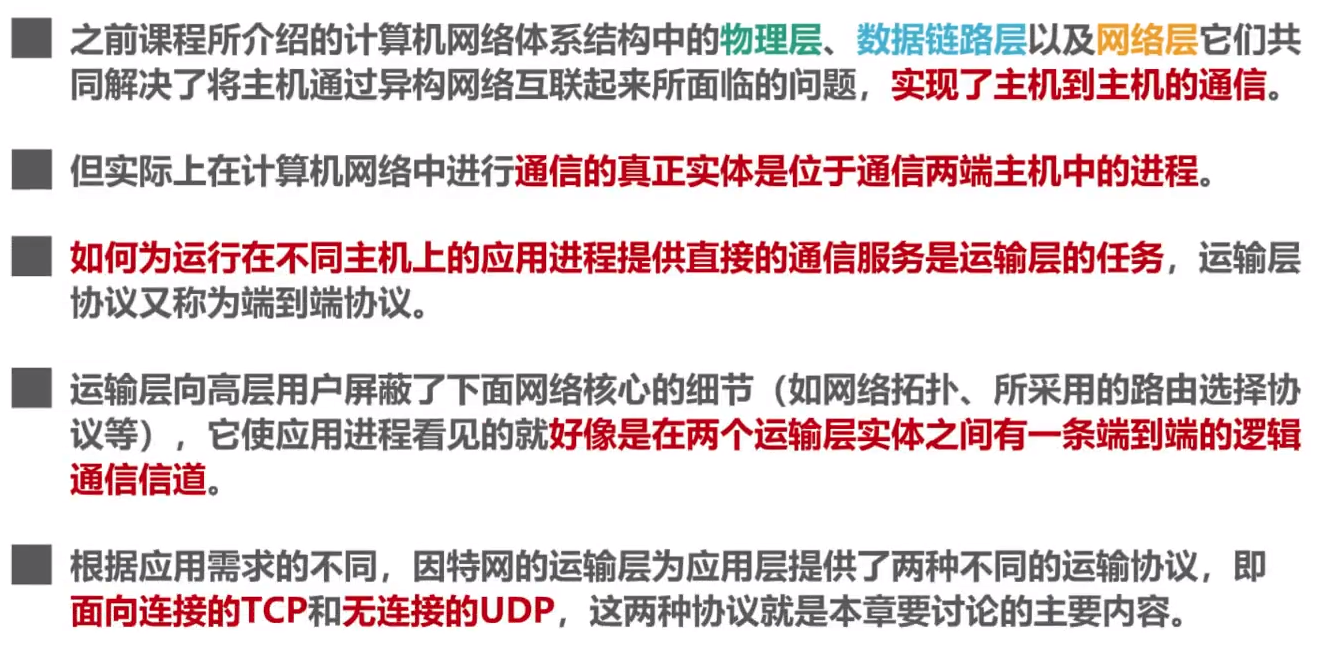 之前课程所介绍的计算机网络体系结构中的物理层、数据链路层以及网络层它们共
同解决了将主机通过异构网络互联起来所面临的问题，实现了主机到主机的通信。
但实际上在计算机网络中进行通信的真正实体是位于通信两端主机中的进程。
如何为运行在不同主机上的应用进程提供直接的通信服务是运输层的任务，运输层
协议又称为端到端协议。
运输层向高层用户屏蔽了下面网络核心的细节（如网络拓扑、所采用的路由选择协
议等），它使应用进程看见的就好像是在两个运输层实体之间有一条端到端的逻辑
通信信道。
根据应用需求的不同，因特网的运输层为应用层提供了两种不同的运输协议，即
面向连接的TCP和无连接的UDP，这两种协议就是本章要讨论的主要内容。